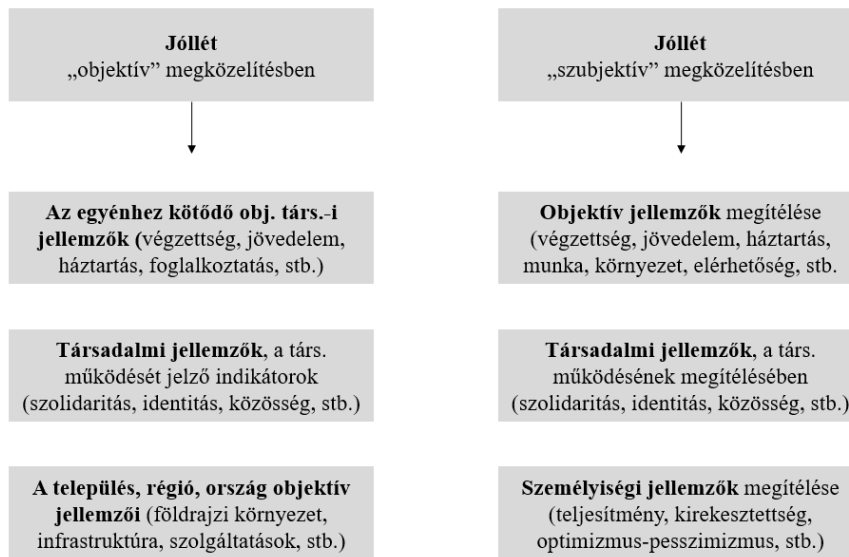 Jóllét
„objektív” megközelítésben
Az egyénhez kötődő obj. társ.-i
jellemzők (végzettség, jövedelem,
háztartás, foglalkoztatás, stb.)
Társadalmi jellemzők, a társ.
működését jelző indikátorok
(szolidaritás, identitás, közösség, stb.)
A település, régió, ország objektív
jellemzői (földrajzi környezet,
infrastruktúra, szolgáltatások, stb.)
Jóllét
„szubjektív” megközelítésben
Objektív jellemzők megítélése
(végzettség, jövedelem, háztartás,
munka, környezet, elérhetőség, stb.
Társadalmi jellemzők, a társ.
működésének megítélésében
(szolidaritás, identitás, közösség, stb.)
Személyiségi jellemzők megítélése
(teljesítmény, kirekesztettség,
optimizmus-pesszimizmus, stb.)